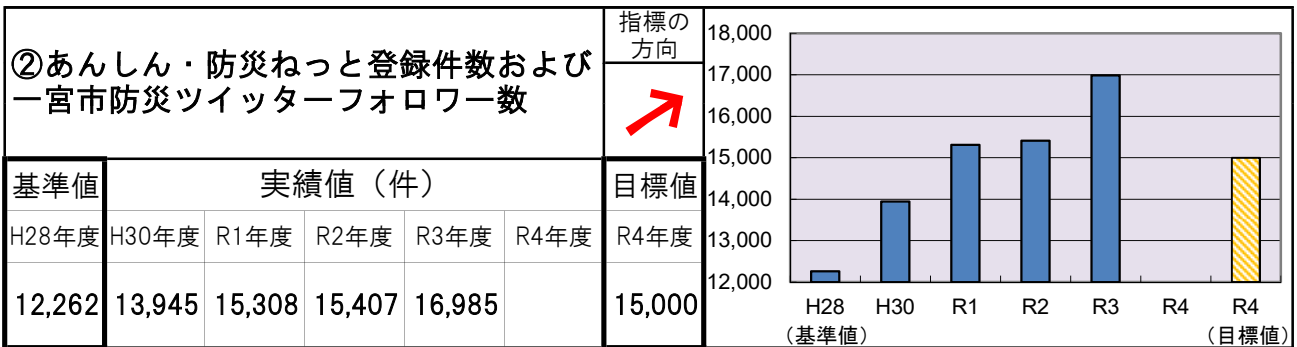 ②あんしん・防災ねっと登録件数および
一宮市防災ツイッターフォロワー数
指標の
方向
基準値 実績値（件） 目標値
H28年度 H30年度 R1年度 R2年度 R3年度 R4年度 R4年度
12,262 13,945 15,308 15,407 16,985 15,000
18,000
17,000
16,000
15,000
14,000
13,000
12,000
H28 H30 R1 R2 R3 R4 R4
（基準値） （目標値）